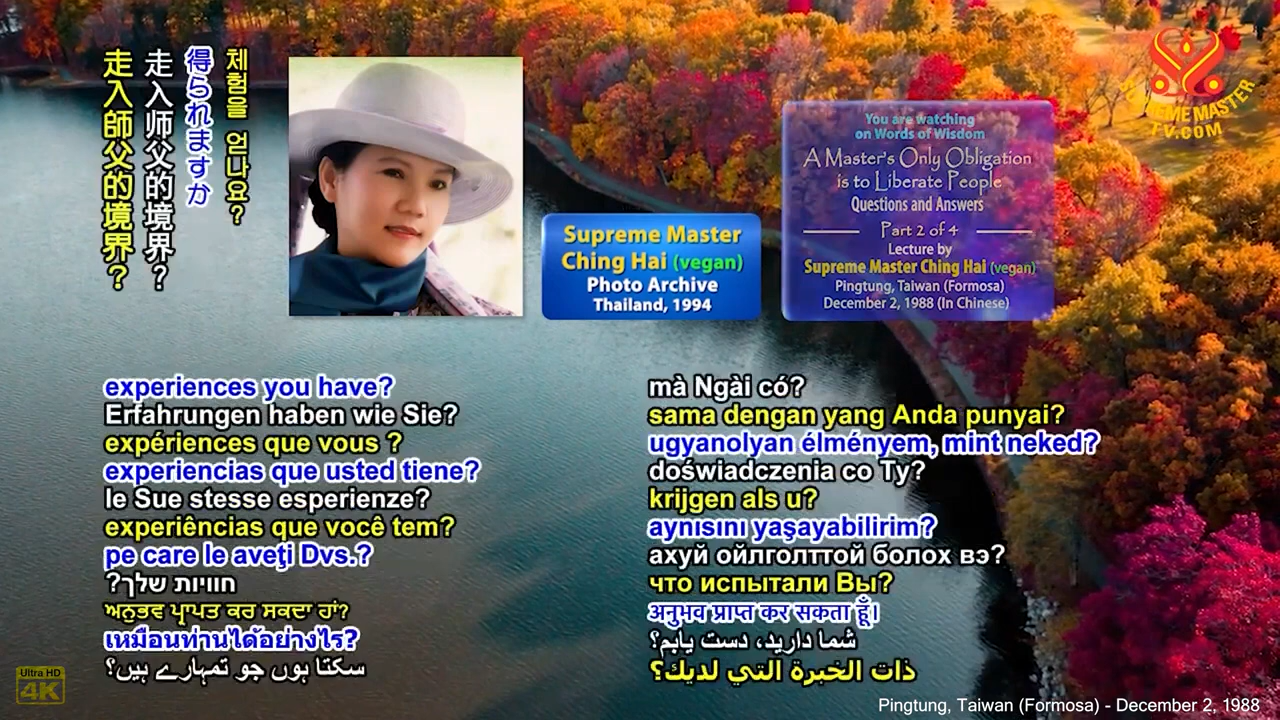 走入師父的境界？
走入师父的境界？
得られますか
체험을 얻나요?
Supreme Master
Ching Hai (vegan)
Photo Archive
Thailand, 1994
You are watching
on Words of Wisdom
A Master's Only Obligation
is to Liberate People
Questions and Answers
Part 2 of 4
Lecture by
Supreme Master Ching Hai (vegan)
Pingtung, Taiwan (Formosa)
December 2, 1988 (In Chinese)
SUPREME MASTER
TV.COM
experiences you have?
Erfahrungen haben wie Sie?
expériences que vous ?
experiencias que usted tiene?
le Sue stesse esperienze?
experiências que você tem?
pe care le aveţi Dvs.?
חוויות שלך?
ਅਨੁਭਵ ਪ੍ਰਾਪਤ ਕਰ ਸਕਦਾ ਹਾਂ?
เหมือนท่านได้อย่างไร?
سکتا ہوں جو تمہارے ہیں؟
mà Ngài có?
sama dengan yang Anda punyai?
ugyanolyan élményem, mint neked?
doświadczenia co Ty?
krijgen als u?
aynısını yaşayabilirim?
ахуй ойлголттой болох вэ?
что испытали Вы?
अनुभव प्राप्त कर सकता हूँ।
شما دارید، دست یابم؟
ذات الخبرة التي لديك؟
Ultra HD
4K
Pingtung, Taiwan (Formosa) - December 2, 1988